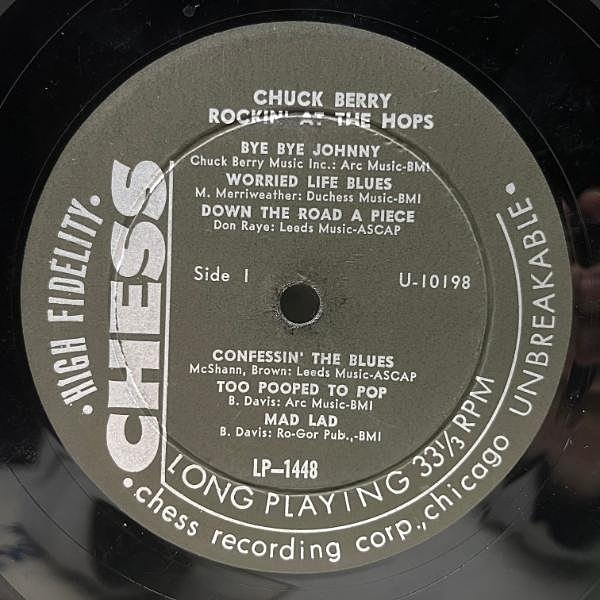 CHUCK BERRY
ROCKIN' AT THE HOPS
BYE BYE JOHNNY
Chuck Berry Music Inc.: Arc Music-BMI
WORRIED LIFE BLUES
M. Merriweather: Duchess Music-BMI
DOWN THE ROAD A PIECE
Don Raye: Leeds Music-ASCAP
Side 1
U-10198
CONFESSIN' THE BLUES
McShann, Brown: Leeds Music-ASCAP
TOO POOPED TO POP
B. Davis: Arc Music-BMI
MAD LAD
B. Davis: Ro-Gor Pub.,-BMI
LP-1448
•HIGH FIDELITY•
CHESS
LONG PLAYING 33⅓ RPM
•chess recording corp., chicago UNBREAKABLE•